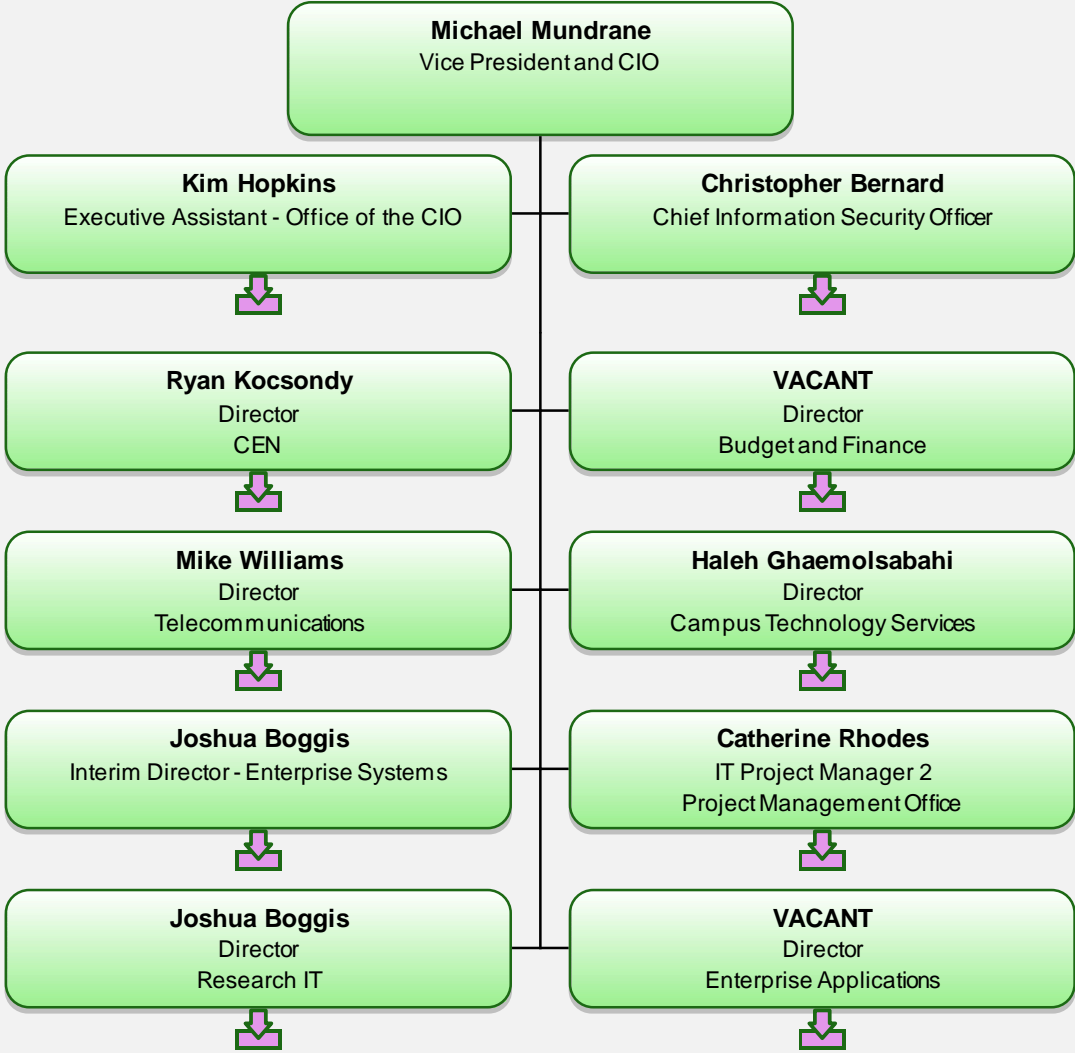 Michael Mundrane
Vice President and CIO
Kim Hopkins
Executive Assistant - Office of the CIO
Christopher Bernard
Chief Information Security Officer
Ryan Kocsondy
Director
CEN
VACANT
Director
Budget and Finance
Mike Williams
Director
Telecommunications
Haleh Ghaemolsabahi
Director
Campus Technology Services
Joshua Boggis
Interim Director - Enterprise Systems
Catherine Rhodes
IT Project Manager 2
Project Management Office
Joshua Boggis
Director
Research IT
VACANT
Director
Enterprise Applications